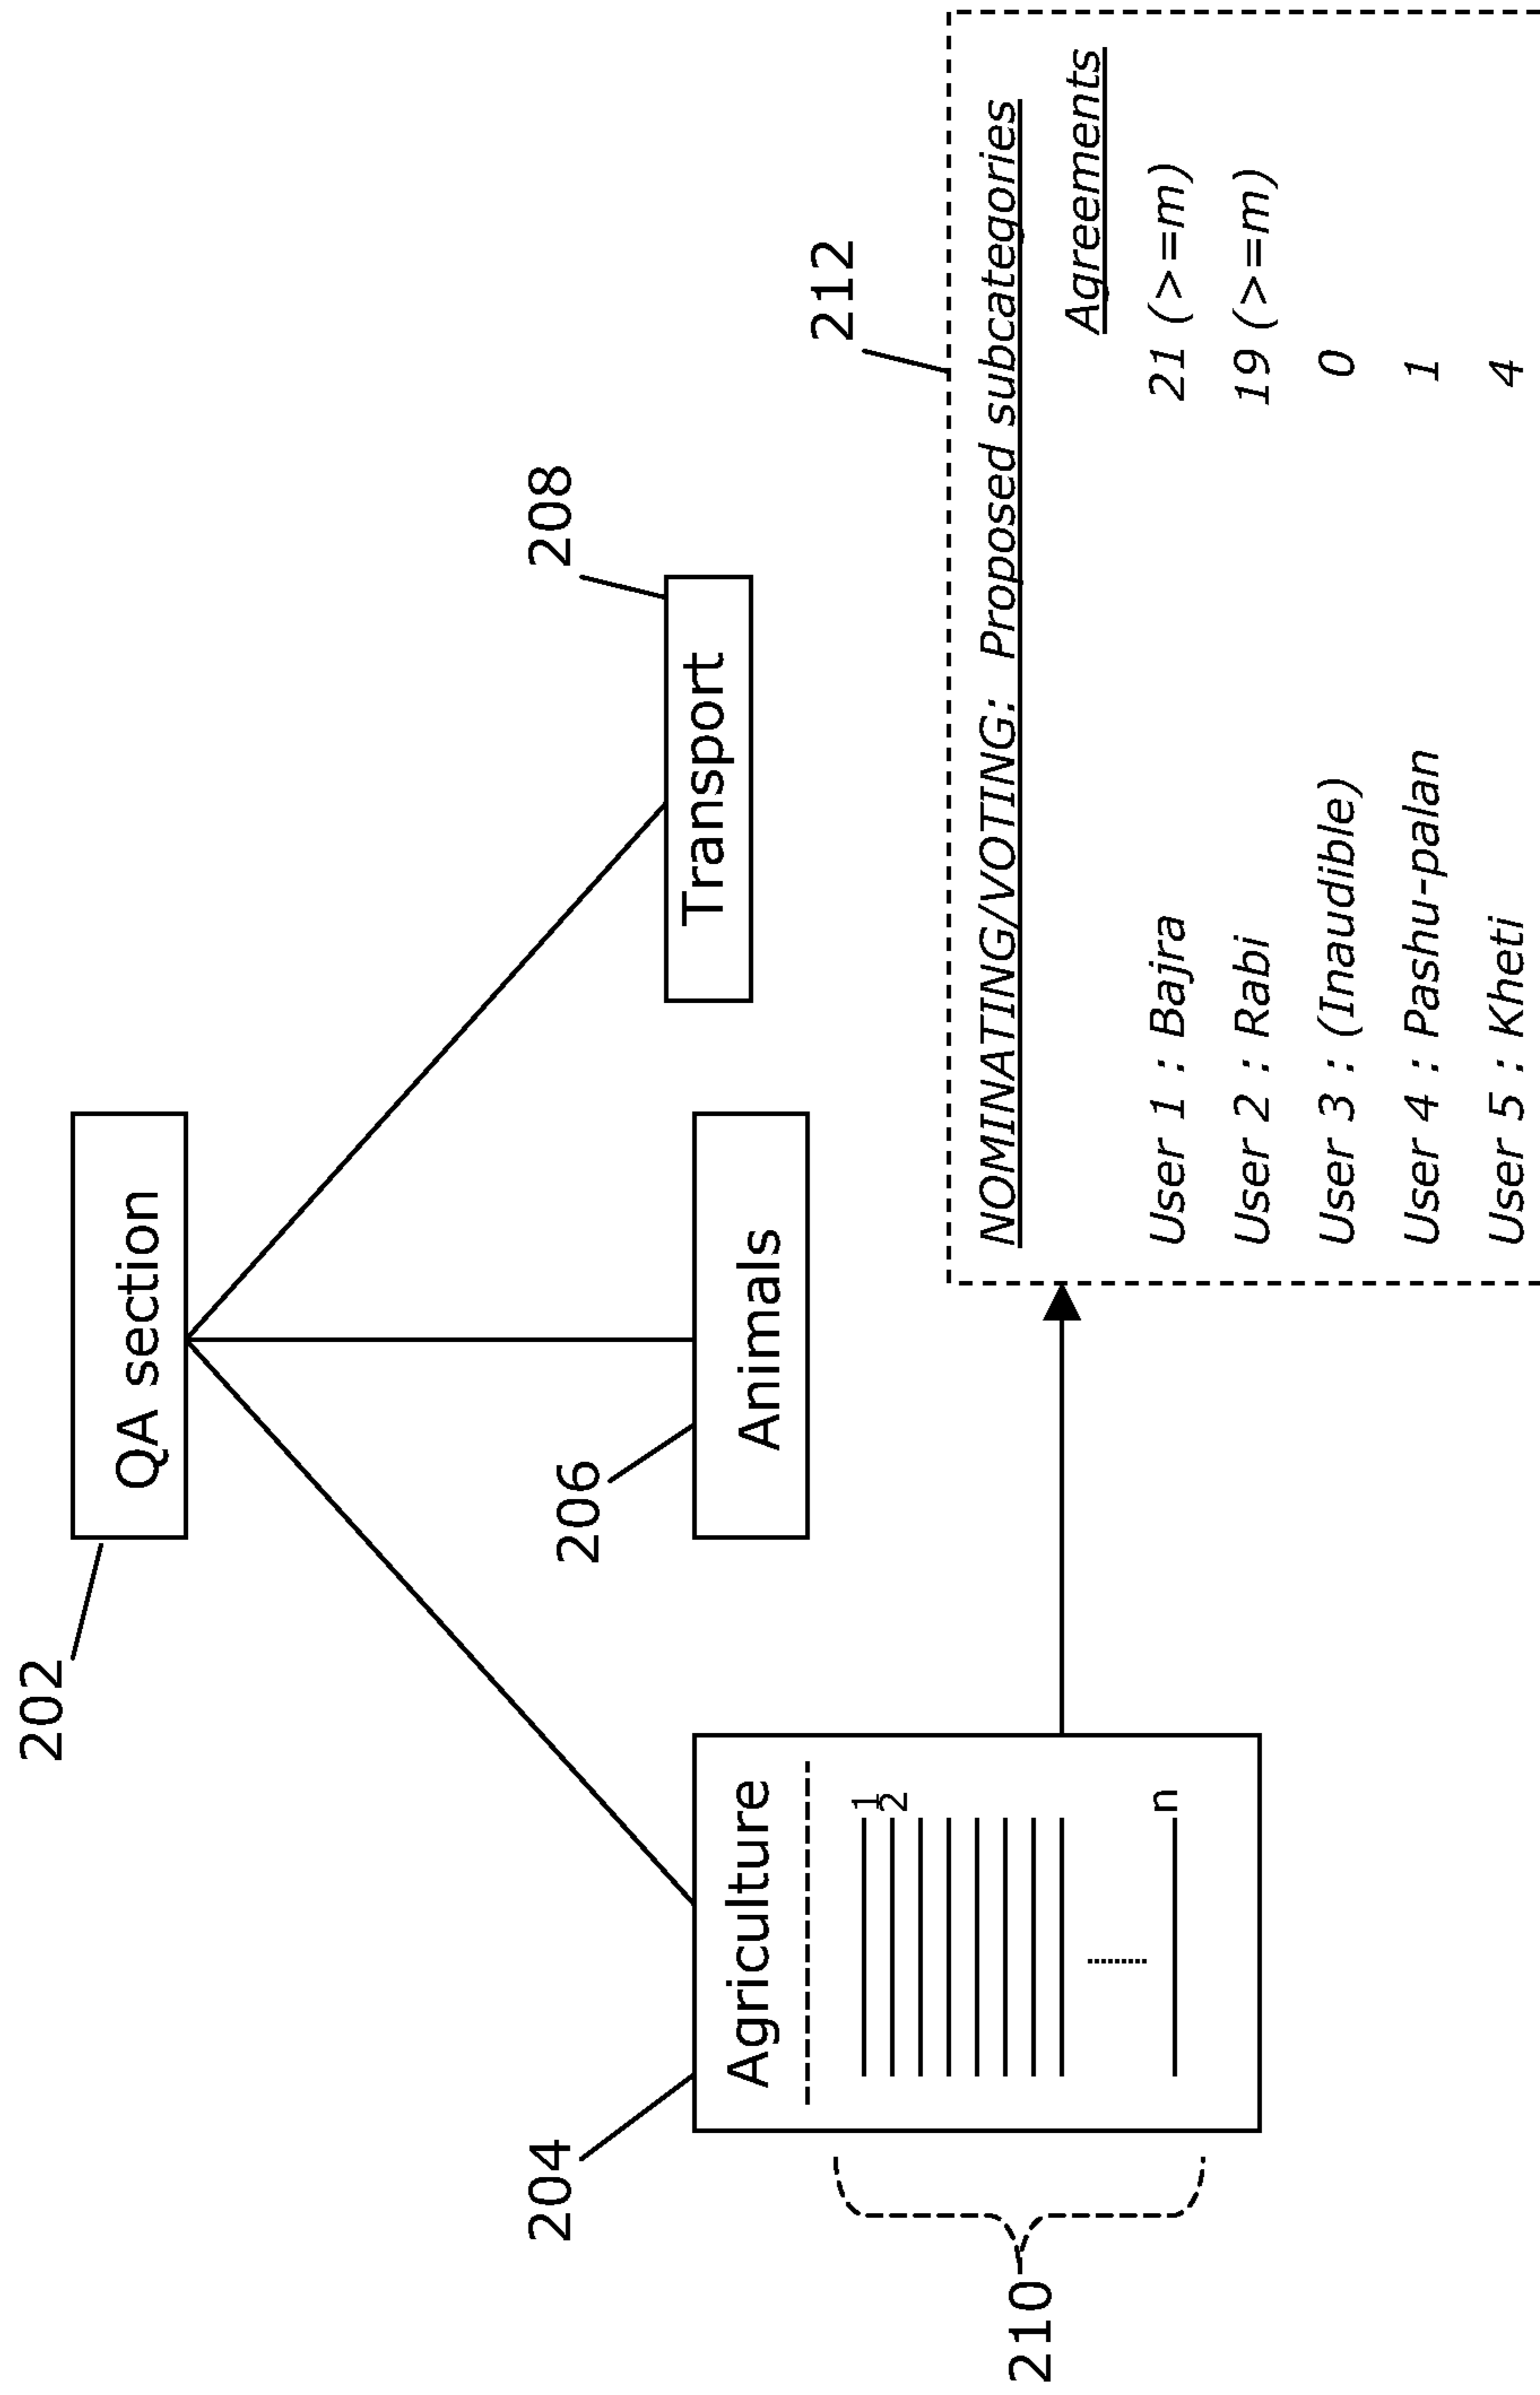 202
QA section
204
Agriculture
1
2
n
210
206
Animals
208
Transport
212
NOMINATING/VOTING: Proposed subcategories
Agreements
User 1 : Bajra 21 (>=m)
User 2 : Rabi 19 (>=m)
User 3 : (Inaudible) 0
User 4 : Pashu-palan 1
User 5 : Kheti 4